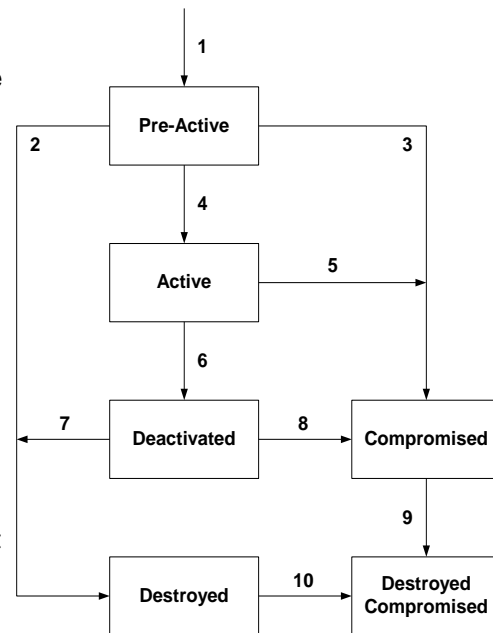 1
e
Pre-Active
2
3
4
Active
5
6
Deactivated
7
8
Compromised
9
Destroyed
10
Destroyed
Compromised